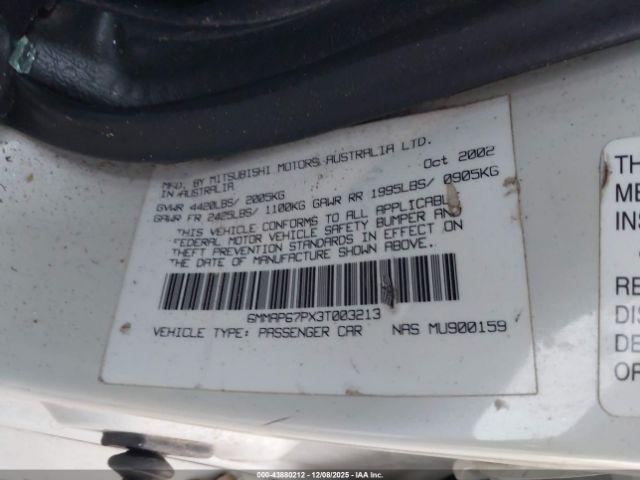 MFD. BY MITSUBISHI MOTORS AUSTRALIA LTD.
IN AUSTRALIA Oct 2002
GVWR 4420LBS/ 2005KG
GAWR FR 2425LBS/ 1100KG GAWR RR 1995LBS/ 0905KG
THIS VEHICLE CONFORMS TO ALL APPLICABLE
FEDERAL MOTOR VEHICLE SAFETY BUMPER AND
THEFT PREVENTION STANDARDS IN EFFECT ON
THE DATE OF MANUFACTURE SHOWN ABOVE.
6MMAP67PX3T003213
VEHICLE TYPE: PASSENGER CAR NAS MU900159
TH
ME
INS
RE
DIS
DE
OF
000-43880212 - 12/08/2025 - IAAI.COM